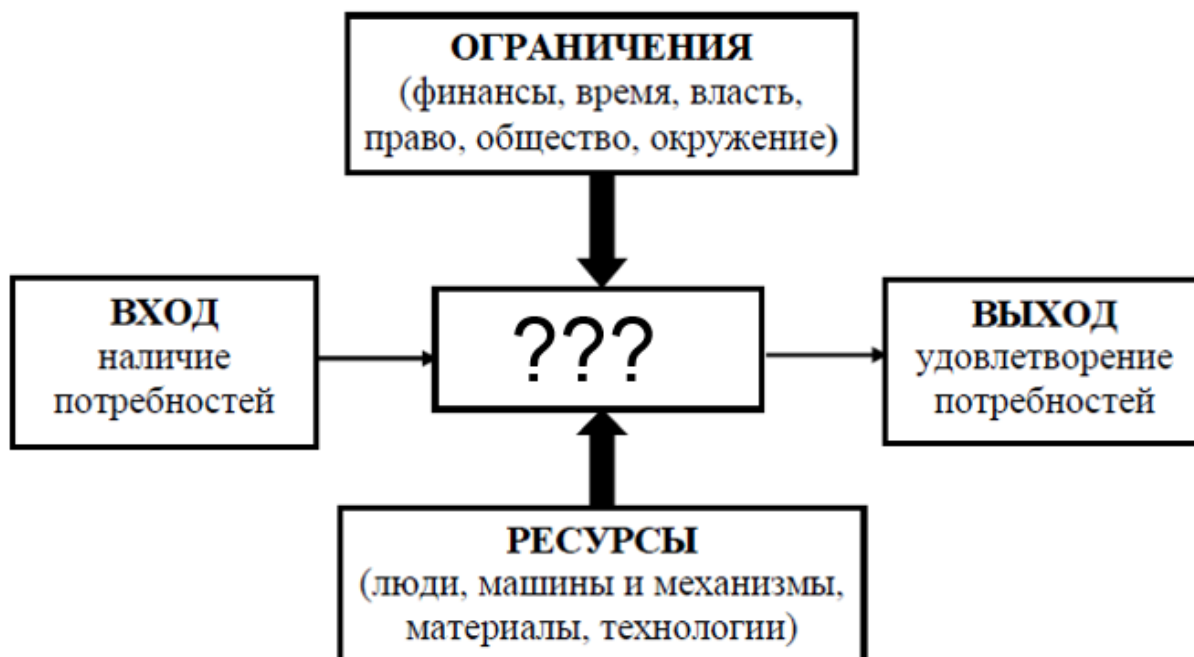 ОГРАНИЧЕНИЯ
(финансы, время, власть,
право, общество, окружение)
ВХОД
наличие
потребностей
???
ВЫХОД
удовлетворение
потребностей
РЕСУРСЫ
(люди, машины и механизмы,
материалы, технологии)